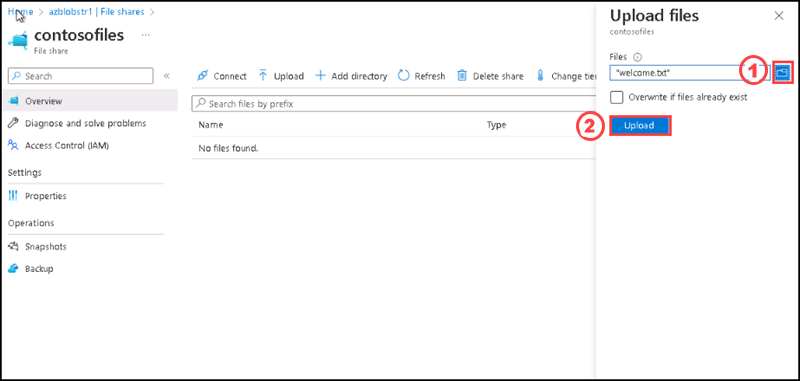 Home > azblobstr1 | File shares >
contosofiles ...
File share
Search «
Overview
Diagnose and solve problems
Access Control (IAM)
Settings
Properties
Operations
Snapshots
Backup
Connect Upload Add directory Refresh Delete share Change tier
Search files by prefix
Name Type
No files found.
Upload files
contosofiles
Files
"welcome.txt" 1
Overwrite if files already exist
2 Upload